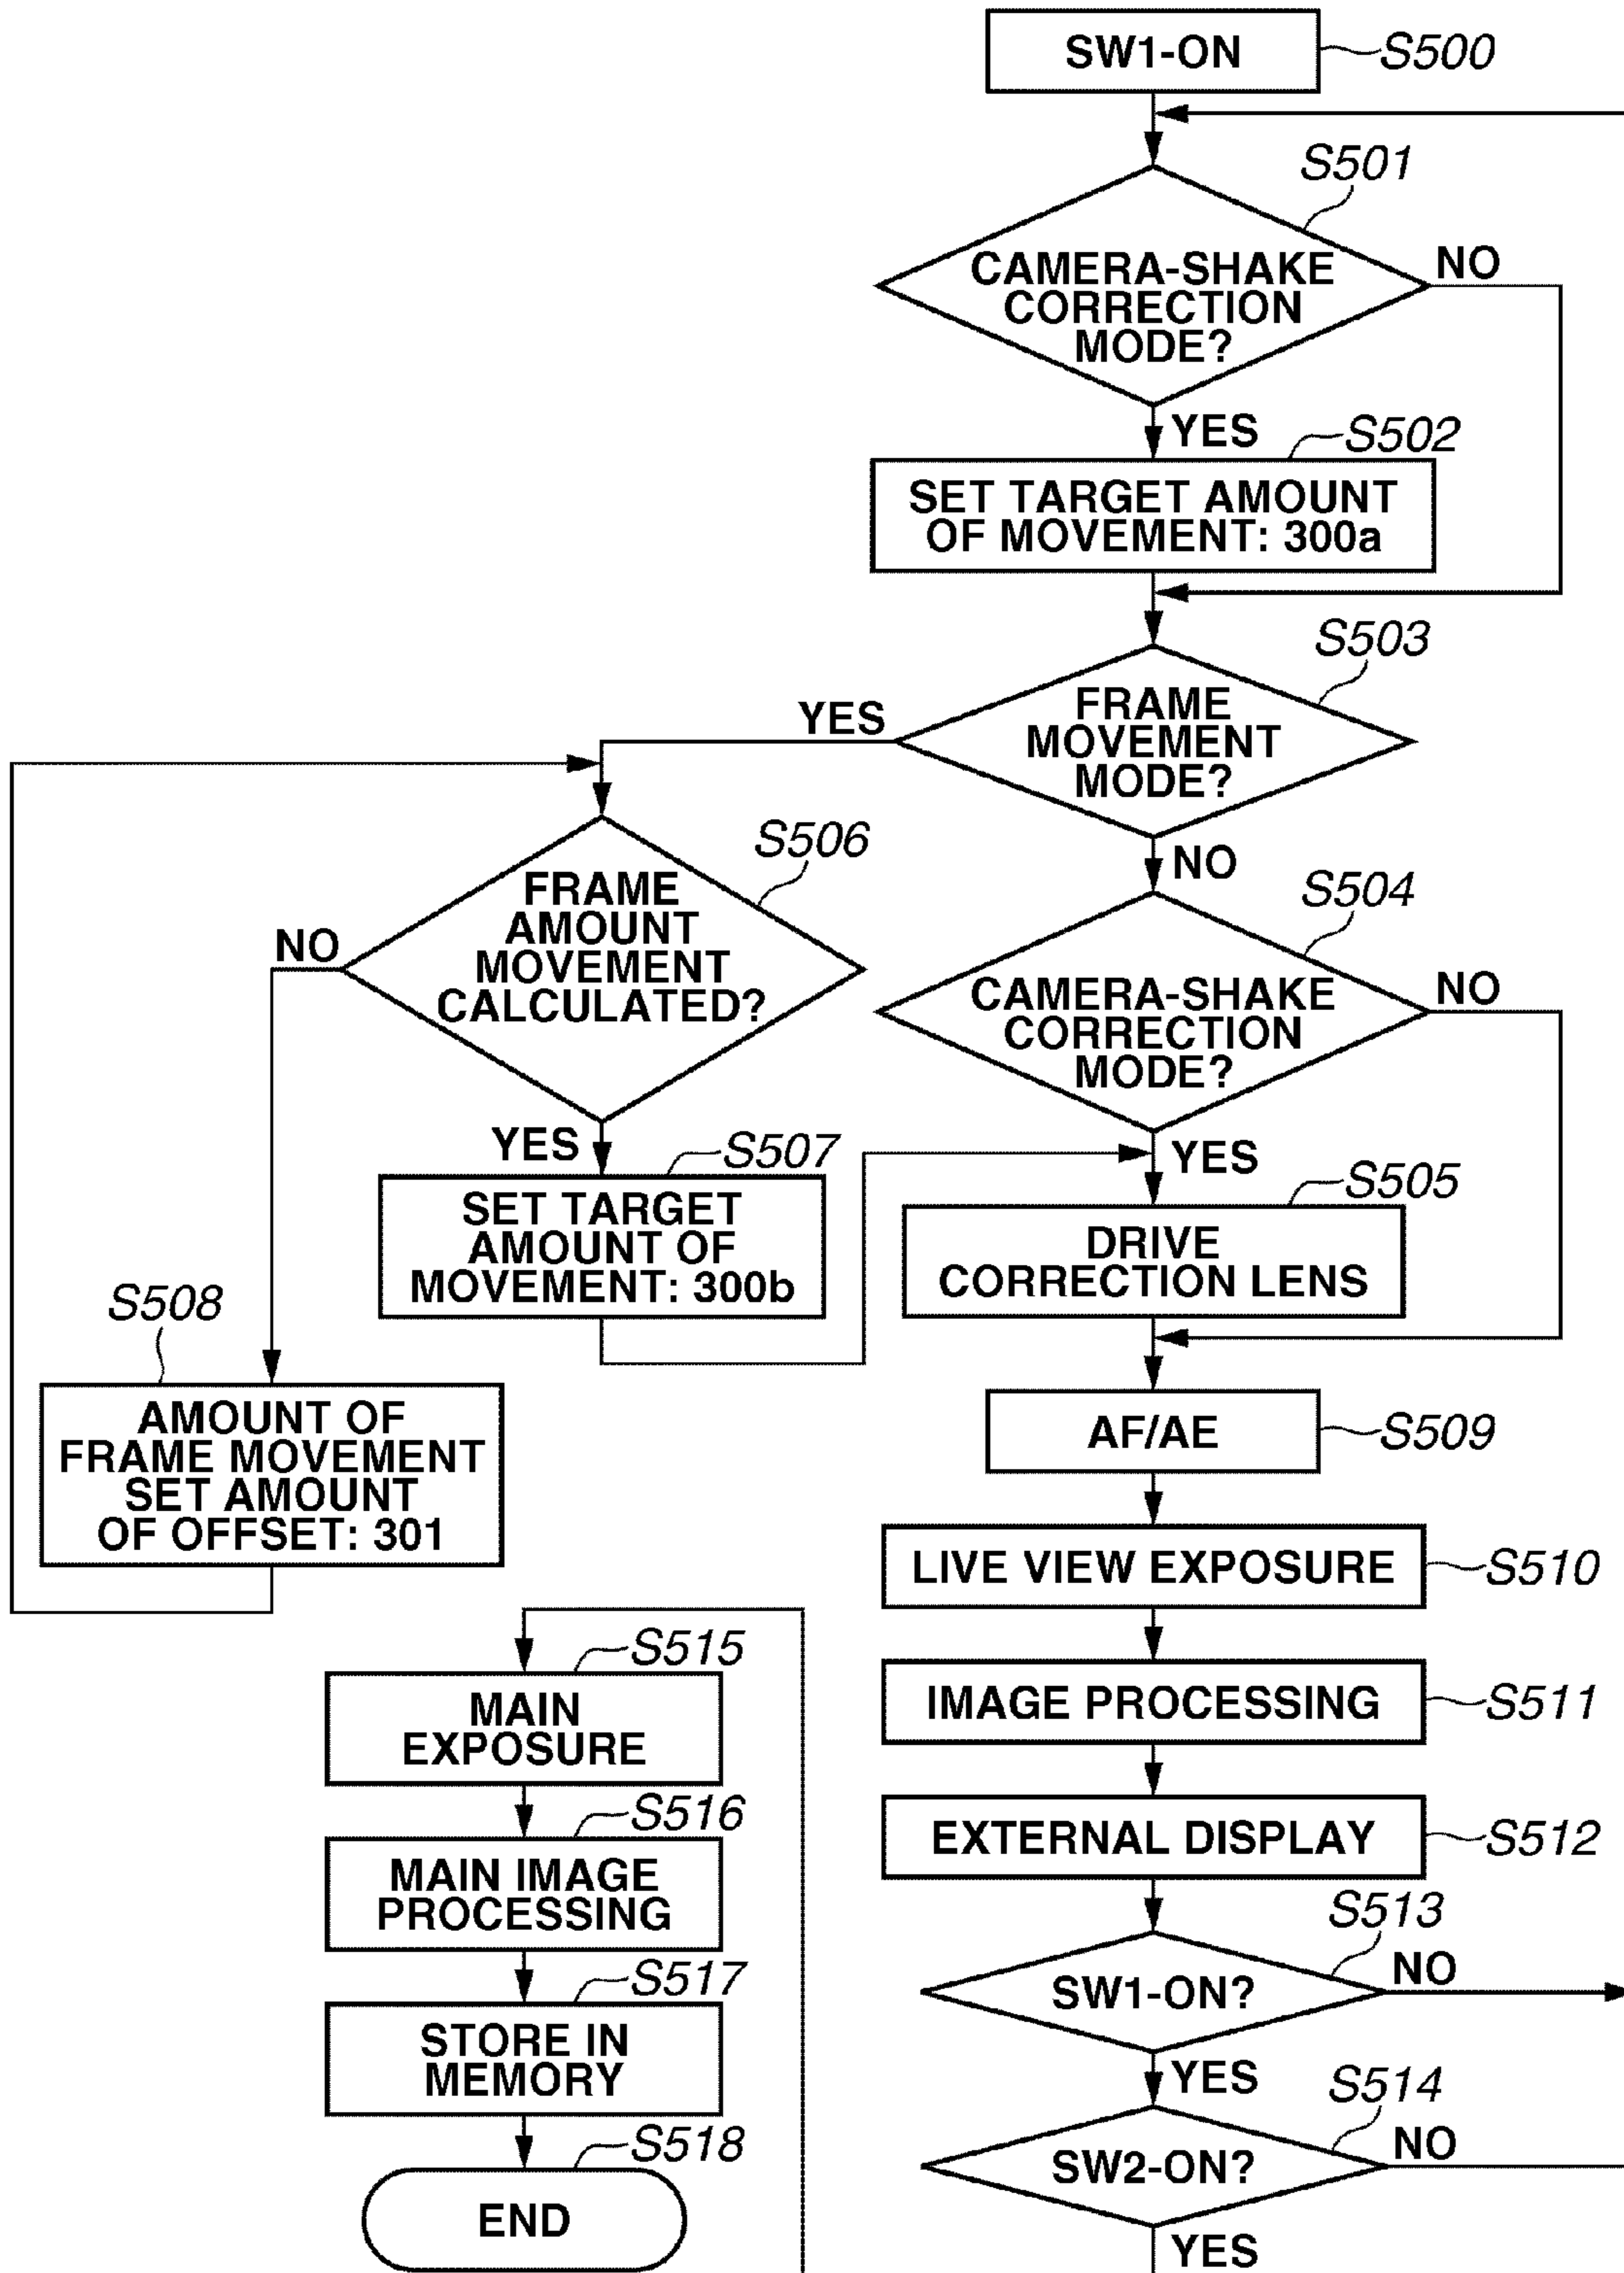 SW1-ON
S500
S501
CAMERA-SHAKE
CORRECTION
MODE?
NO
YES
S502
SET TARGET AMOUNT
OF MOVEMENT: 300a
S503
FRAME
MOVEMENT
MODE?
YES
NO
S506
FRAME
AMOUNT
MOVEMENT
CALCULATED?
NO
YES
S504
CAMERA-SHAKE
CORRECTION
MODE?
NO
YES
S507
SET TARGET
AMOUNT OF
MOVEMENT: 300b
S505
DRIVE
CORRECTION LENS
S508
AMOUNT OF
FRAME MOVEMENT
SET AMOUNT
OF OFFSET: 301
AF/AE
S509
LIVE VIEW EXPOSURE
S510
IMAGE PROCESSING
S511
EXTERNAL DISPLAY
S512
S513
SW1-ON?
NO
YES
S514
SW2-ON?
NO
YES
S515
MAIN
EXPOSURE
S516
MAIN IMAGE
PROCESSING
S517
STORE IN
MEMORY
S518
END